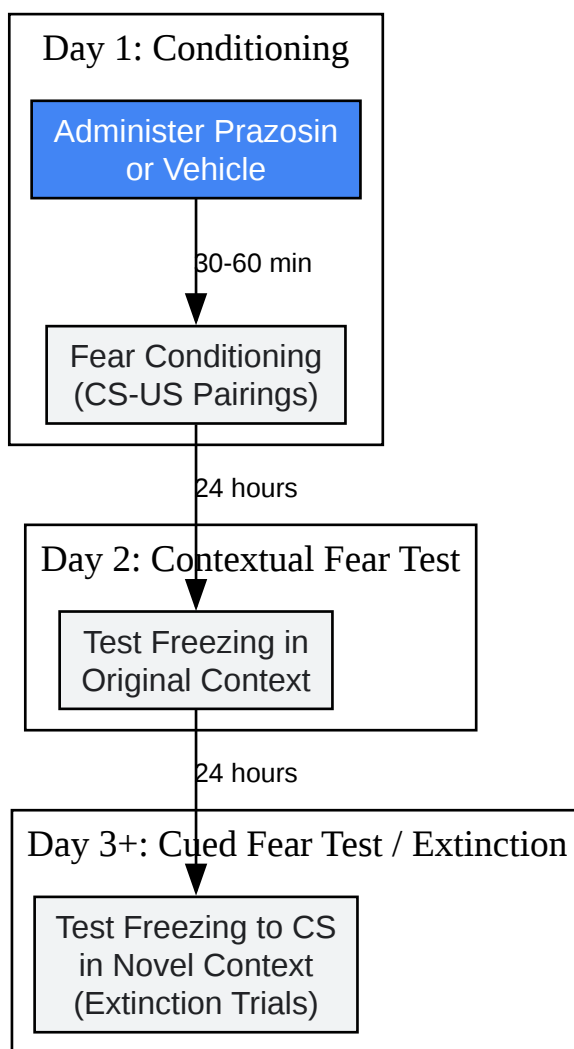 Day 1: Conditioning
Administer Prazosin
or Vehicle
30-60 min
Fear Conditioning
(CS-US Pairings)
24 hours
Day 2: Contextual Fear Test
Test Freezing in
Original Context
24 hours
Day 3+: Cued Fear Test / Extinction
Test Freezing to CS
in Novel Context
(Extinction Trials)